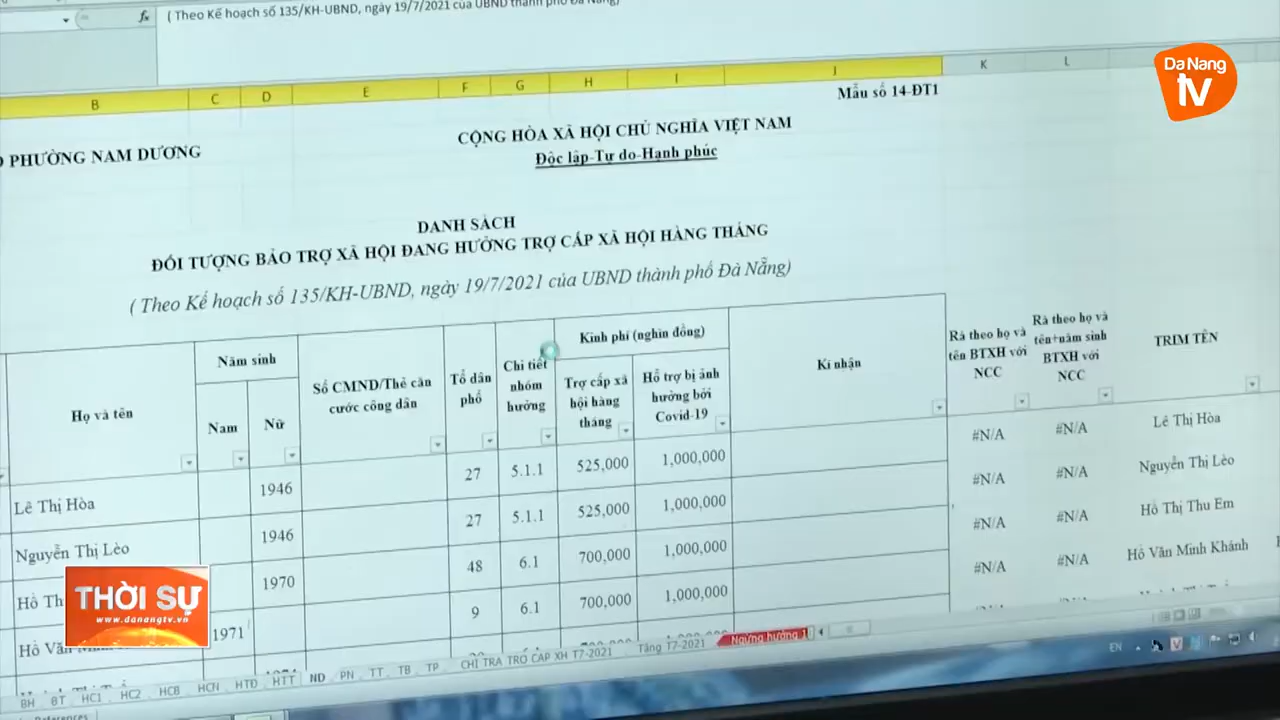 fx ( Theo Kế hoạch số 135/KH-UBND, ngày 19/7/2021 của UBND thành phố Đà Nẵng)
B C D E F G H I J K L
Da Nang
tv
Mẫu số 14-ĐT1
PHƯỜNG NAM DƯƠNG
CỘNG HÒA XÃ HỘI CHỦ NGHĨA VIỆT NAM
Độc lập-Tự do-Hạnh phúc
DANH SÁCH
ĐỐI TƯỢNG BẢO TRỢ XÃ HỘI ĐANG HƯỞNG TRỢ CẤP XÃ HỘI HÀNG THÁNG
( Theo Kế hoạch số 135/KH-UBND, ngày 19/7/2021 của UBND thành phố Đà Nẵng)
Họ và tên
Năm sinh
Nam
Nữ
Số CMND/Thẻ căn
cước công dân
Tổ dân
phố
Chi tiết
nhóm
hưởng
Kinh phí (nghìn đồng)
Trợ cấp xã
hội hàng
tháng
Hỗ trợ bị ảnh
hưởng bởi
Covid-19
Kí nhận
Rà theo họ và
tên BTXH với
NCC
Rà theo họ và
tên+năm sinh
BTXH với
NCC
TRIM TÊN
Lê Thị Hòa 1946 27 5.1.1 525,000 1,000,000 #N/A #N/A Lê Thị Hòa
Nguyễn Thị Lèo 1946 27 5.1.1 525,000 1,000,000 #N/A #N/A Nguyễn Thị Lèo
Hồ Th 1970 48 6.1 700,000 1,000,000 #N/A #N/A Hồ Thị Thu Em
Hồ Văn 1971 9 6.1 700,000 1,000,000 #N/A #N/A Hồ Văn Minh Khánh
THỜI SỰ
www.danangtv.vn
BH BT HC1 HC2 HCB HCN HTĐ HTT ND PN TT TB TP CHI TRA TRO CAP XH T7-2021 Tăng T7-2021 Ngừng hưởng 1
EN